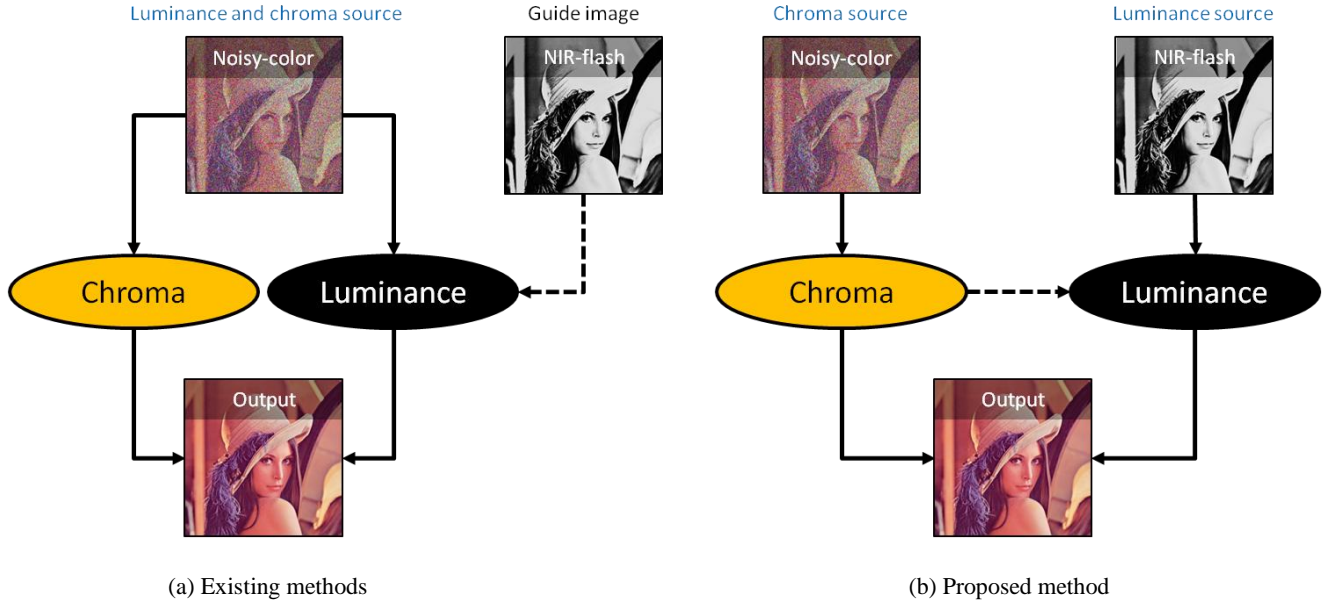 Luminance and chroma source
Guide image
Noisy-color
NIR-flash
Chroma
Luminance
Output
(a) Existing methods
Chroma source
Luminance source
Noisy-color
NIR-flash
Chroma
Luminance
Output
(b) Proposed method